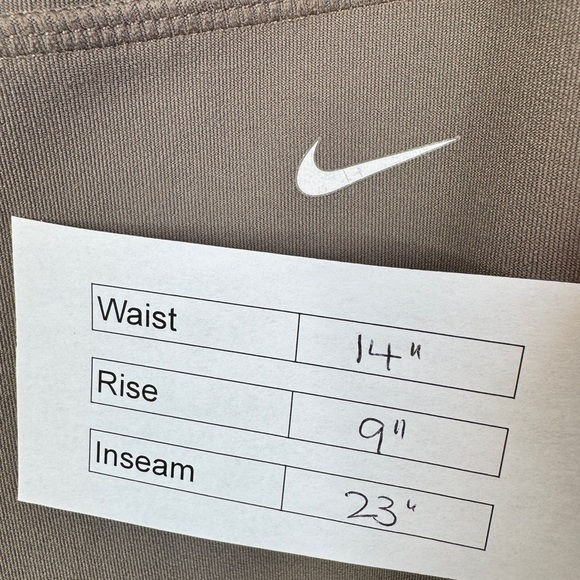 Waist 14"
Rise 9"
Inseam 23"